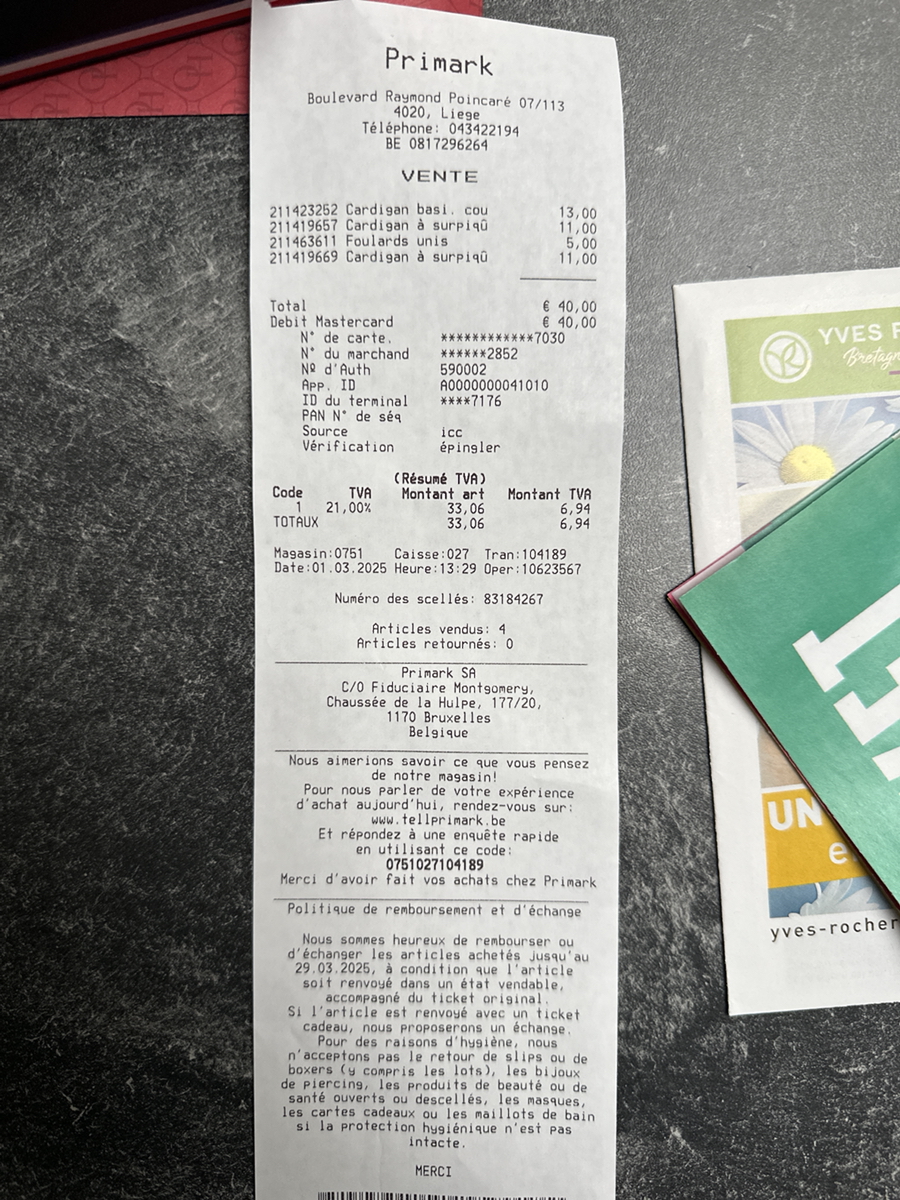 Primark
Boulevard Raymond Poincaré 07/113
4020, Liege
Téléphone: 043422194
BE 0817296264
VENTE
211423252 Cardigan basi. cou 13,00
211419657 Cardigan à surpiqû 11,00
211463611 Foulards unis 5,00
211419669 Cardigan à surpiqû 11,00
Total € 40,00
Debit Mastercard € 40,00
N° de carte. ************7030
N° du marchand ******2852
Nº d'Auth 590002
App. ID A0000000041010
ID du terminal ****7176
PAN N° de séq
Source icc
Vérification épingler
(Résumé TVA)
Code TVA Montant art Montant TVA
1 21,00% 33,06 6,94
TOTAUX 33,06 6,94
Magasin:0751 Caisse:027 Tran:104189
Date:01.03.2025 Heure:13:29 Oper:10623567
Numéro des scellés: 83184267
Articles vendus: 4
Articles retournés: 0
Primark SA
C/O Fiduciaire Montgomery,
Chaussée de la Hulpe, 177/20,
1170 Bruxelles
Belgique
Nous aimerions savoir ce que vous pensez
de notre magasin!
Pour nous parler de votre expérience
d'achat aujourd'hui, rendez-vous sur:
www.tellprimark.be
Et répondez à une enquête rapide
en utilisant ce code:
0751027104189
Merci d'avoir fait vos achats chez Primark
Politique de remboursement et d'échange
Nous sommes heureux de rembourser ou
d'échanger les articles achetés jusqu'au
29.03.2025, à condition que l'article
soit renvoyé dans un état vendable,
accompagné du ticket original.
Si l'article est renvoyé avec un ticket
cadeau, nous proposerons un échange.
Pour des raisons d'hygiène, nous
n'acceptons pas le retour de slips ou de
boxers (y compris les lots), les bijoux
de piercing, les produits de beauté ou de
santé ouverts ou descellés, les masques,
les cartes cadeaux ou les maillots de bain
si la protection hygiénique n'est pas
intacte.
MERCI
YVES R
UN
yves-rocher